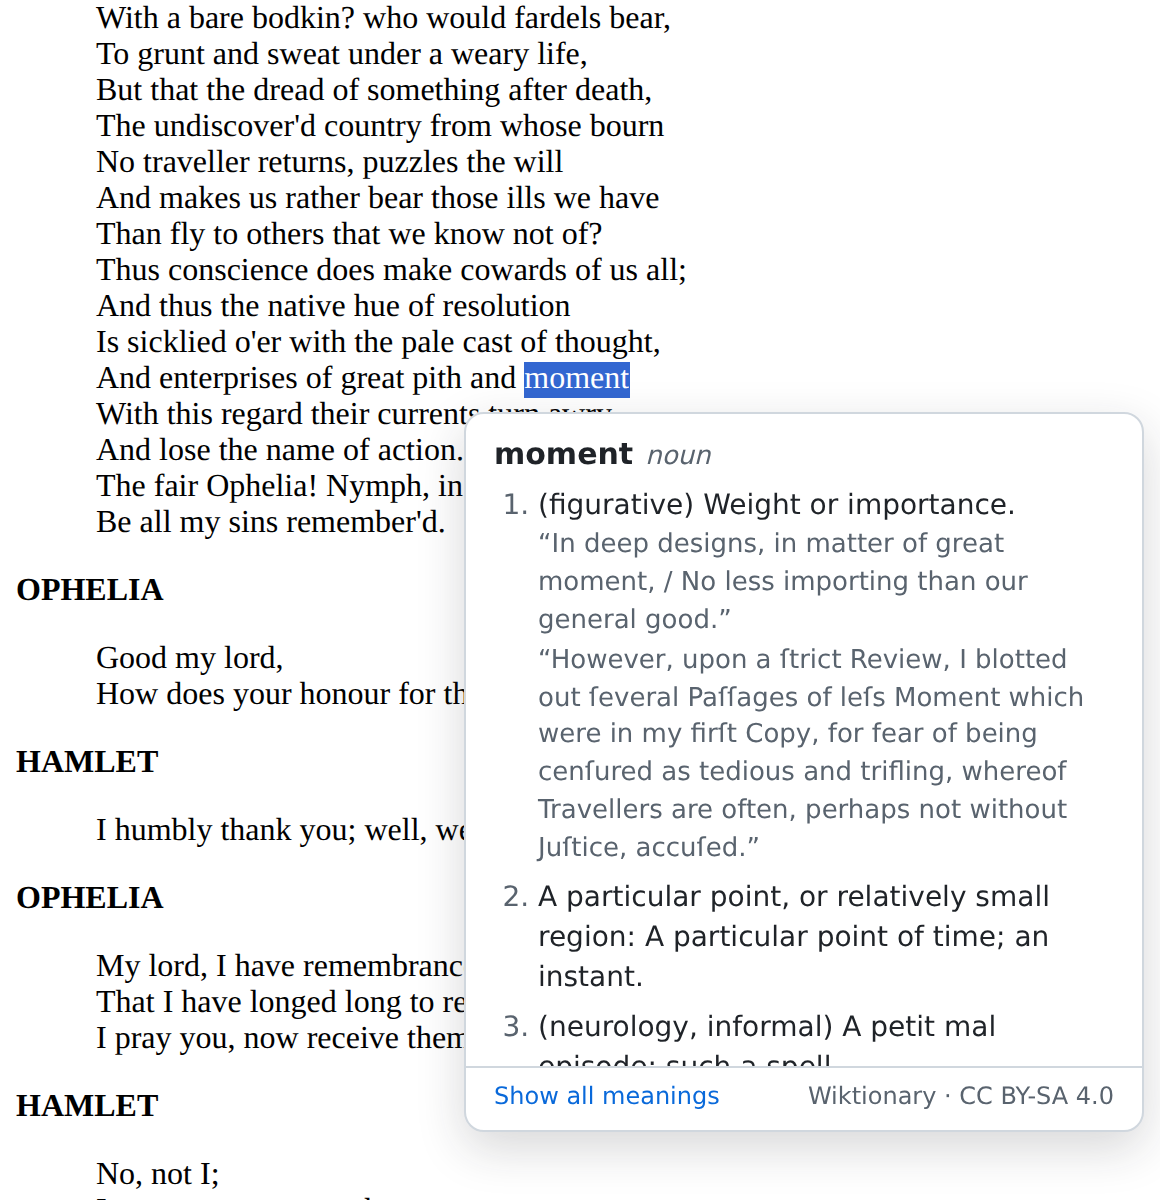 With a bare bodkin? who would fardels bear,
To grunt and sweat under a weary life,
But that the dread of something after death,
The undiscover'd country from whose bourn
No traveller returns, puzzles the will
And makes us rather bear those ills we have
Than fly to others that we know not of?
Thus conscience does make cowards of us all;
And thus the native hue of resolution
Is sicklied o'er with the pale cast of thought,
And enterprises of great pith and moment
With this regard their currents turn awry,
And lose the name of action.
The fair Ophelia! Nymph, in
Be all my sins remember'd.
OPHELIA
Good my lord,
How does your honour for th
HAMLET
I humbly thank you; well, we
OPHELIA
My lord, I have remembranc
That I have longed long to re
I pray you, now receive them
HAMLET
No, not I;
moment noun
1. (figurative) Weight or importance.
“In deep designs, in matter of great
moment, / No less importing than our
general good.”
“However, upon a ſtrict Review, I blotted
out ſeveral Paſſages of leſs Moment which
were in my firſt Copy, for fear of being
cenſured as tedious and trifling, whereof
Travellers are often, perhaps not without
Juſtice, accuſed.”
2. A particular point, or relatively small
region: A particular point of time; an
instant.
3. (neurology, informal) A petit mal
episode; such a spell.
Show all meanings
Wiktionary · CC BY-SA 4.0